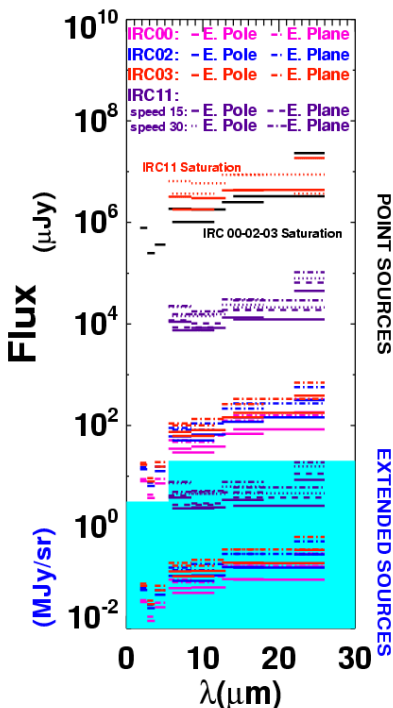 10^10
IRC00: E. Pole E. Plane
IRC02: E. Pole E. Plane
IRC03: E. Pole E. Plane
IRC11:
speed 15: E. Pole E. Plane
speed 30: E. Pole E. Plane
10^8
IRC11 Saturation
10^6
IRC 00-02-03 Saturation
10^4
10^2
10^0
10^-2
Flux (μJy)
(MJy/sr)
POINT SOURCES
EXTENDED SOURCES
0 10 20 30
λ(μm)